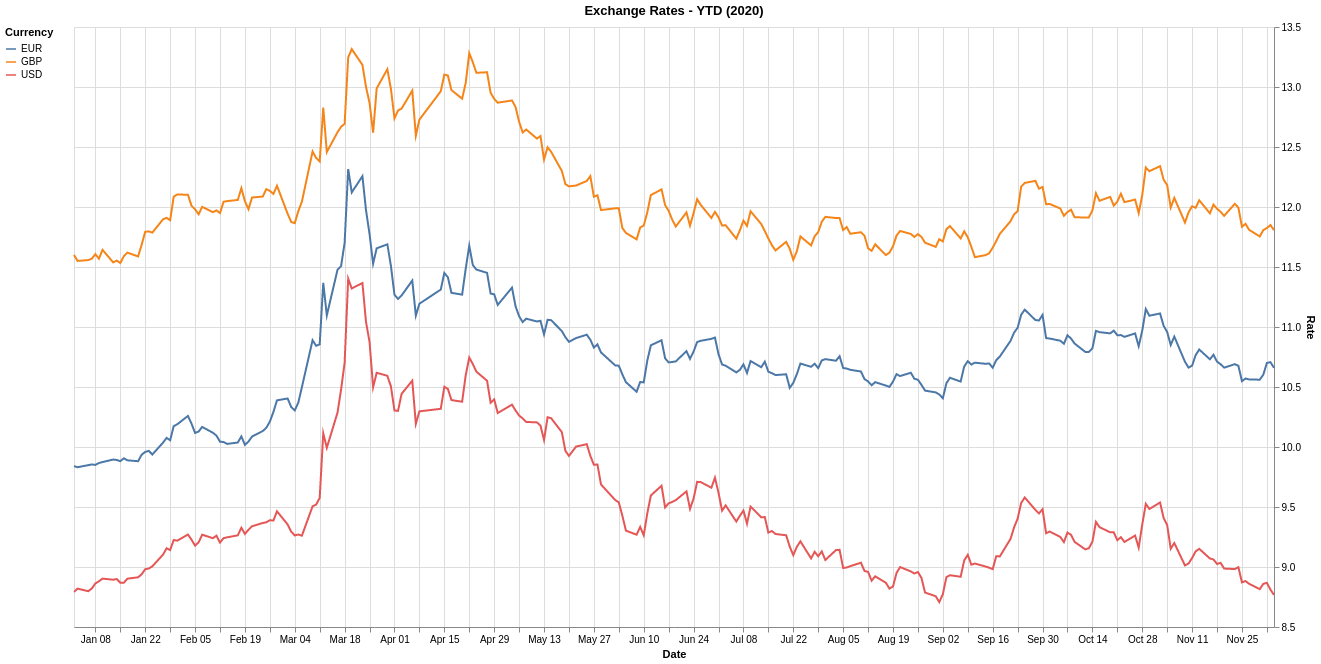 Exchange Rates - YTD (2020)
Currency
EUR
GBP
USD
13.5
13.0
12.5
12.0
11.5
11.0
10.5
10.0
9.5
9.0
8.5
Rate
Jan 08 Jan 22 Feb 05 Feb 19 Mar 04 Mar 18 Apr 01 Apr 15 Apr 29 May 13 May 27 Jun 10 Jun 24 Jul 08 Jul 22 Aug 05 Aug 19 Sep 02 Sep 16 Sep 30 Oct 14 Oct 28 Nov 11 Nov 25
Date